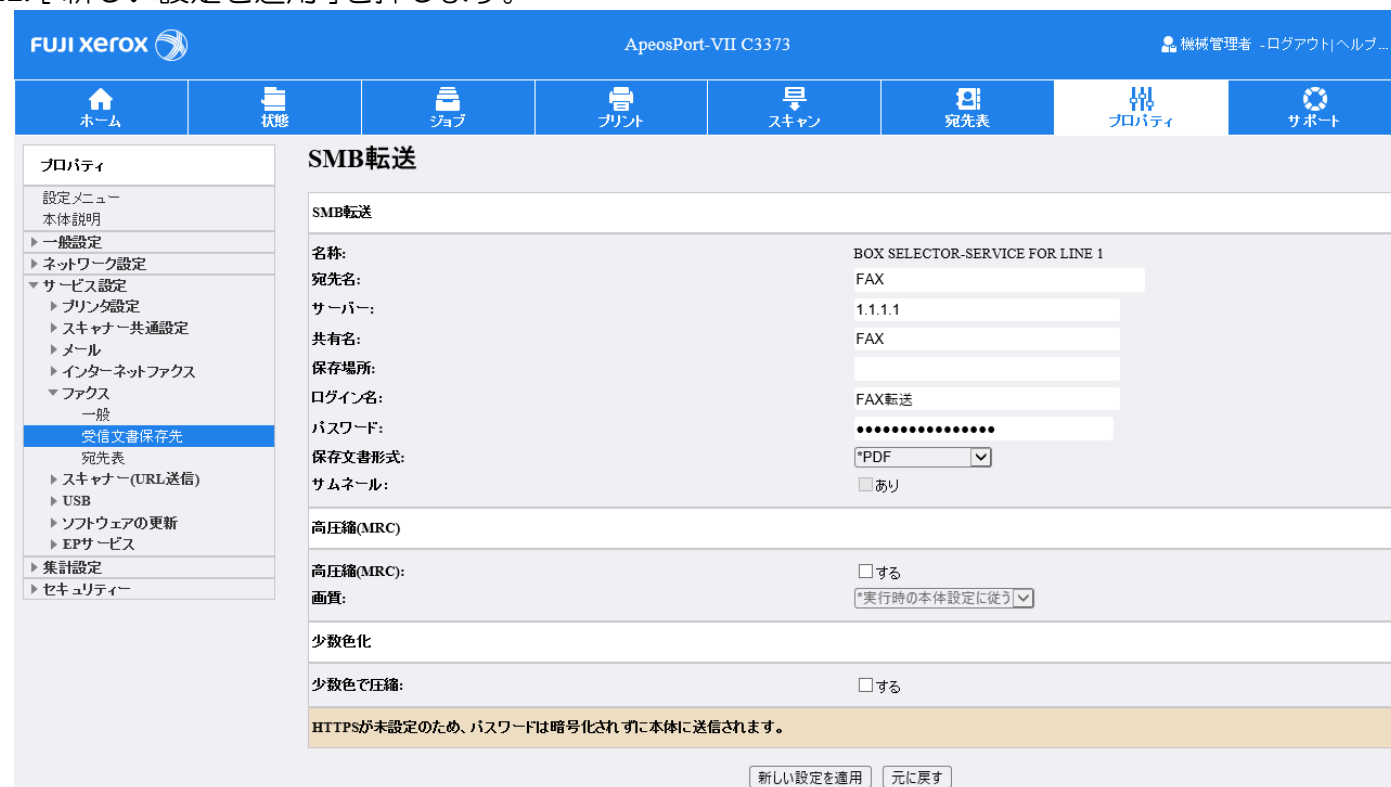 [ 新しい設定を適用 ]を押します。
FUJI Xerox
ApeosPort-VII C3373
機械管理者 - ログアウト|ヘルプ...
ホーム
状態
ジョブ
プリント
スキャン
宛先表
プロパティ
サポート
プロパティ
設定メニュー
本体説明
一般設定
ネットワーク設定
サービス設定
プリンタ設定
スキャナー共通設定
メール
インターネットファクス
ファクス
一般
受信文書保存先
宛先表
スキャナー(URL送信)
USB
ソフトウェアの更新
EPサービス
集計設定
セキュリティー
SMB転送
SMB転送
名称: BOX SELECTOR-SERVICE FOR LINE 1
宛先名: FAX
サーバー: 1.1.1.1
共有名: FAX
保存場所:
ログイン名: FAX転送
パスワード: ●●●●●●●●●●●●●●●●
保存文書形式: *PDF
サムネール: あり
高圧縮(MRC)
高圧縮(MRC): する
画質: *実行時の本体設定に従う
少数色化
少数色で圧縮: する
HTTPSが未設定のため、パスワードは暗号化されずに本体に送信されます。
新しい設定を適用 元に戻す